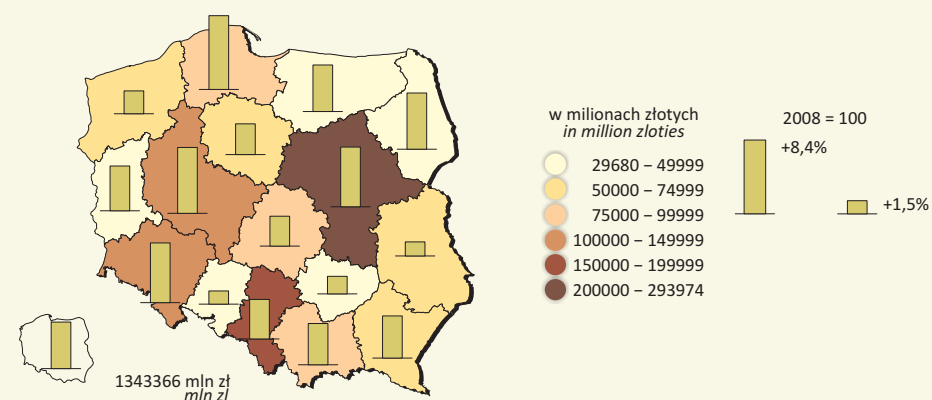 w milionach złotych
in million zloties
29680 – 49999
50000 – 74999
75000 – 99999
100000 – 149999
150000 – 199999
200000 – 293974
2008 = 100
+8,4%
+1,5%
1343366 mln zł
mln zl